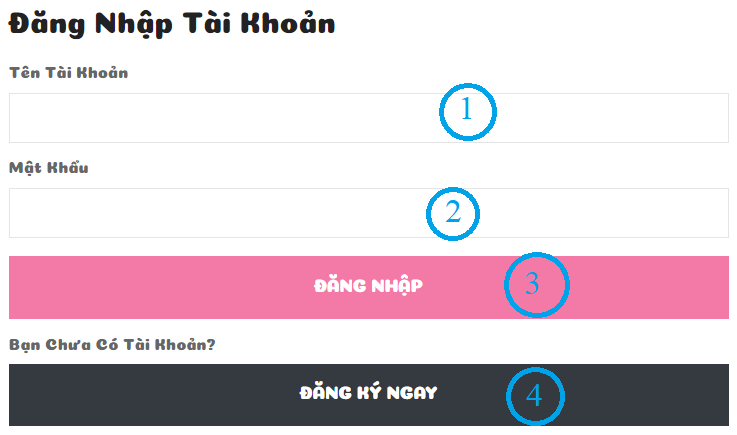 Đăng Nhập Tài Khoản
Tên Tài Khoản
1
Mật Khẩu
2
ĐĂNG NHẬP 3
Bạn Chưa Có Tài Khoản?
ĐĂNG KÝ NGAY 4